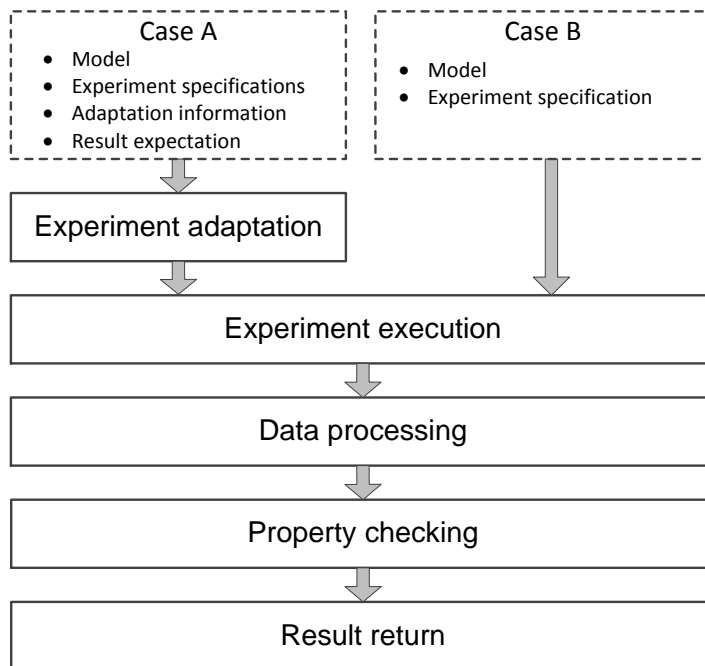 Case A
• Model
• Experiment specifications
• Adaptation information
• Result expectation
Case B
• Model
• Experiment specification
Experiment adaptation
Experiment execution
Data processing
Property checking
Result return